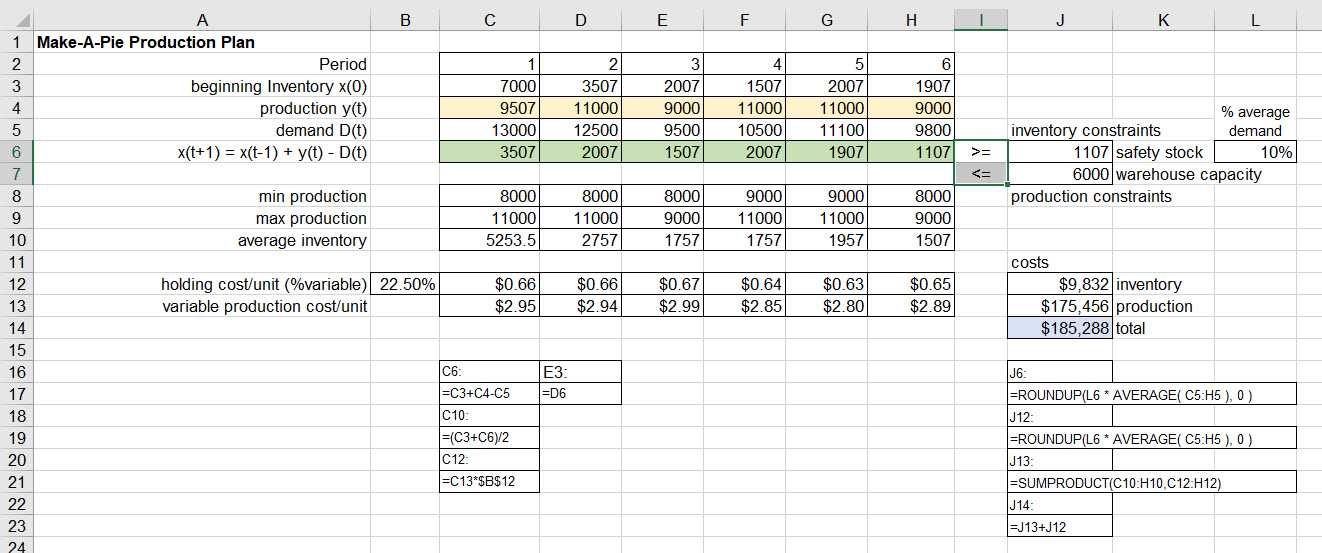 A B C D E F G H I J K L
1 Make-A-Pie Production Plan
2 Period 1 2 3 4 5 6
3 beginning Inventory x(0) 7000 3507 2007 1507 2007 1907
4 production y(t) 9507 11000 9000 11000 11000 9000 % average
5 demand D(t) 13000 12500 9500 10500 11100 9800 inventory constraints demand
6 x(t+1) = x(t-1) + y(t) - D(t) 3507 2007 1507 2007 1907 1107 >= 1107 safety stock 10%
7 <= 6000 warehouse capacity
8 min production 8000 8000 8000 9000 9000 8000 production constraints
9 max production 11000 11000 9000 11000 11000 9000
10 average inventory 5253.5 2757 1757 1757 1957 1507
11 costs
12 holding cost/unit (%variable) 22.50% $0.66 $0.66 $0.67 $0.64 $0.63 $0.65 $9,832 inventory
13 variable production cost/unit $2.95 $2.94 $2.99 $2.85 $2.80 $2.89 $175,456 production
14 $185,288 total
15
16 C6: E3: J6:
17 =C3+C4-C5 =D6 =ROUNDUP(L6 * AVERAGE( C5:H5 ), 0 )
18 C10: J12:
19 =(C3+C6)/2 =ROUNDUP(L6 * AVERAGE( C5:H5 ), 0 )
20 C12: J13:
21 =C13*$B$12 =SUMPRODUCT(C10:H10,C12:H12)
22 J14:
23 =J13+J12
24